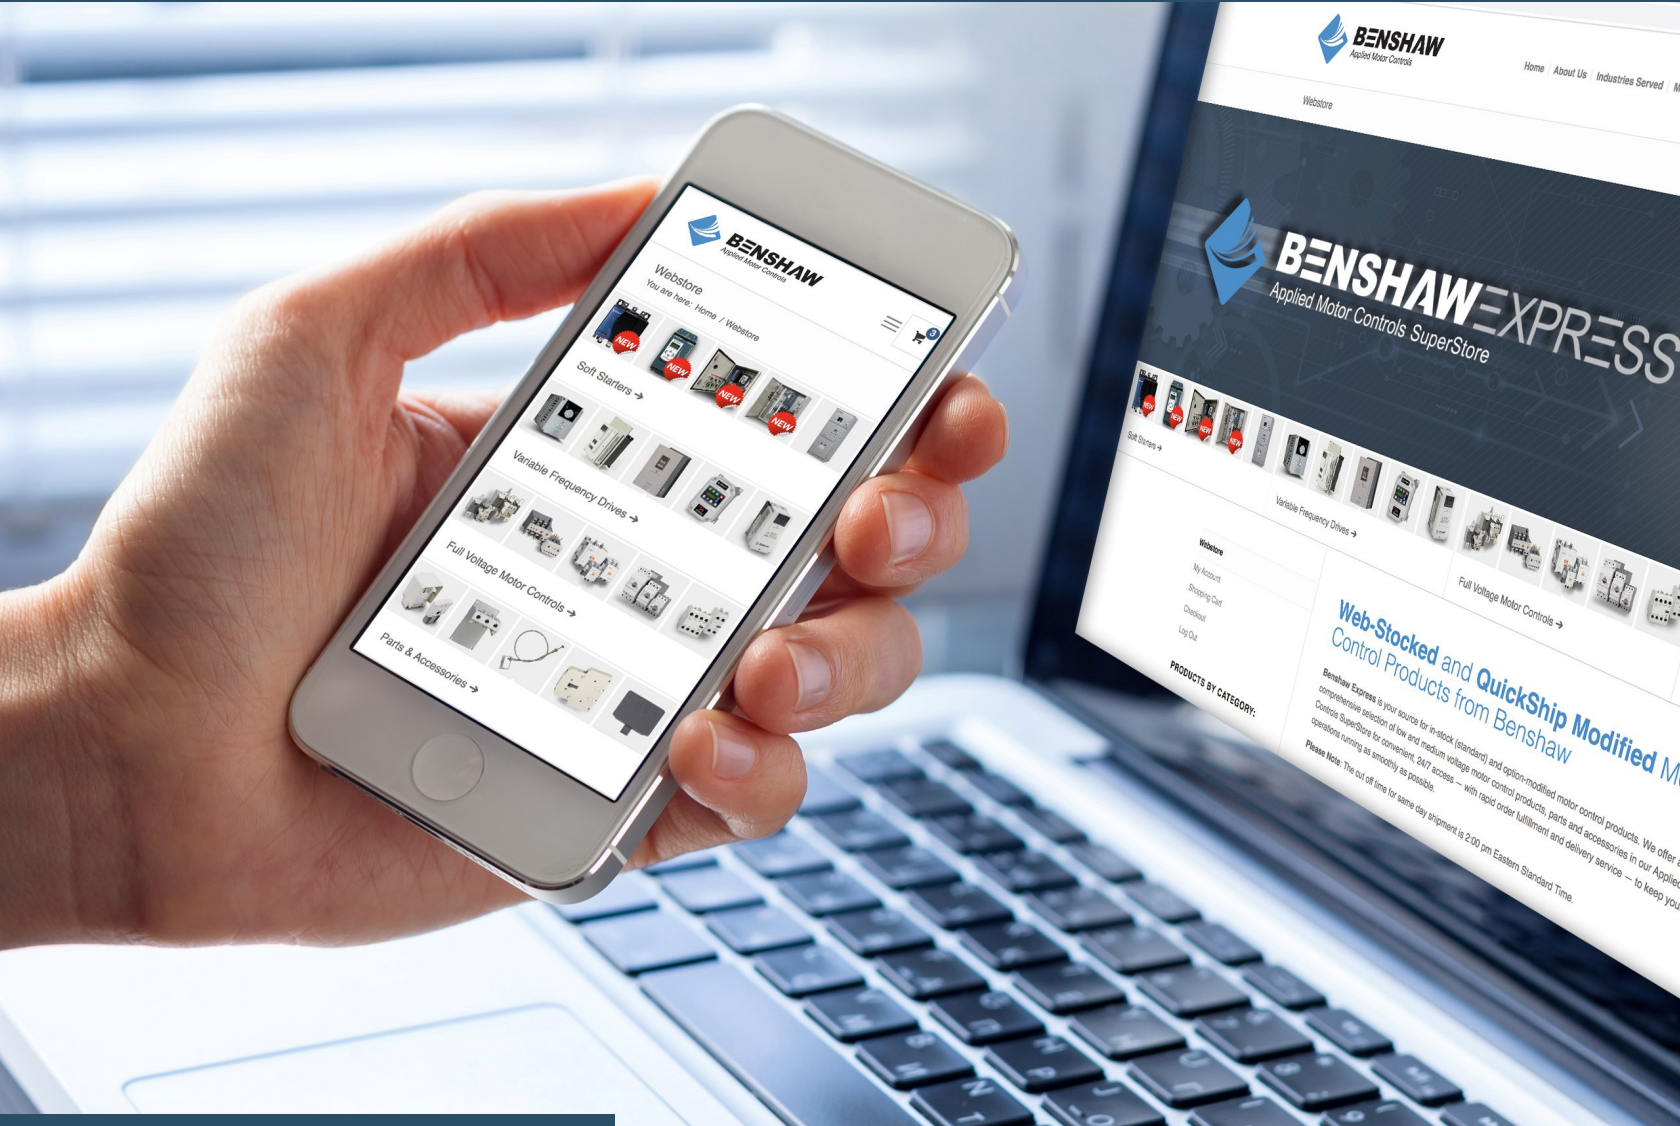 BENSHAW
Applied Motor Controls
Webstore
You are here: Home / Webstore
3
NEW
NEW
NEW
NEW
Soft Starters →
Variable Frequency Drives →
Full Voltage Motor Controls →
Parts & Accessories →
BENSHAW
Applied Motor Controls
Home
About Us
Industries Served
Webstore
BENSHAWEXPRESS
Applied Motor Controls SuperStore
NEW
NEW
NEW
NEW
Soft Starters →
Variable Frequency Drives →
Full Voltage Motor Controls →
Webstore
My Account
Shopping Cart
Checkout
Log Out
PRODUCTS BY CATEGORY:
Web-Stocked and QuickShip Modified
Control Products from Benshaw
Benshaw Express is your source for in-stock (standard) and option-modified motor control products. We offer a
comprehensive selection of low and medium voltage motor control products, parts and accessories in our Applied
Controls SuperStore for convenient, 24/7 access — with rapid order fulfillment and delivery service — to keep you
operations running as smoothly as possible.
Please Note: The cut off time for same day shipment is 2:00 pm Eastern Standard Time.